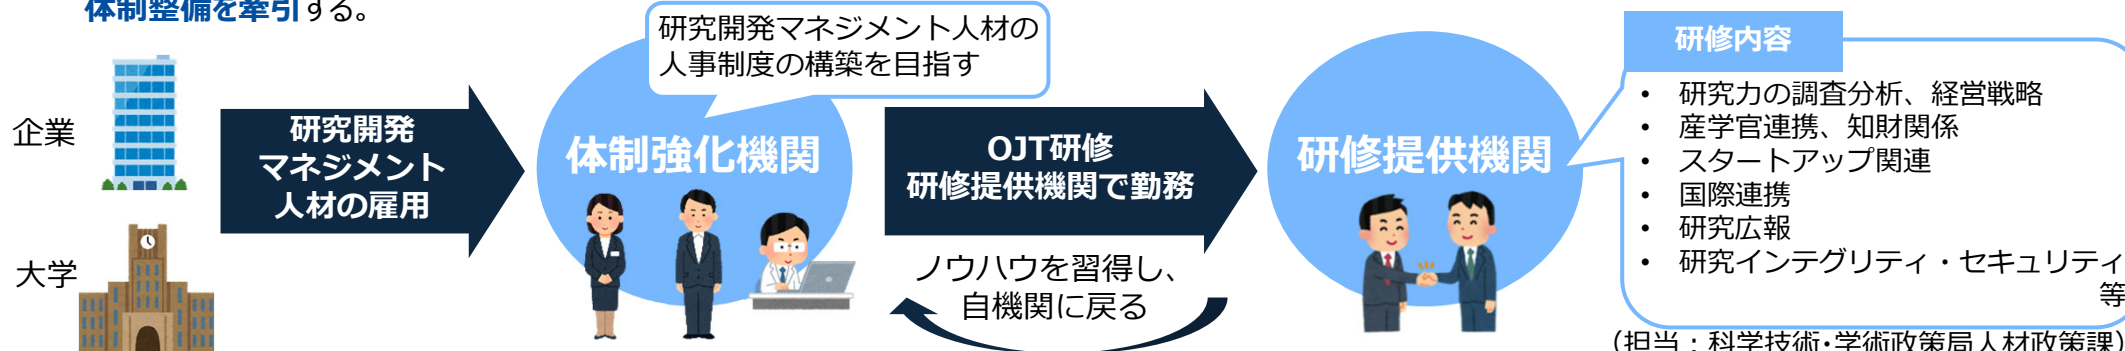 体制整備を牽引する。
企業
大学
研究開発
マネジメント
人材の雇用
研究開発マネジメント人材の
人事制度の構築を目指す
体制強化機関
OJT研修
研修提供機関で勤務
ノウハウを習得し、
自機関に戻る
研修提供機関
研修内容
• 研究力の調査分析、経営戦略
• 産学官連携、知財関係
• スタートアップ関連
• 国際連携
• 研究広報
• 研究インテグリティ・セキュリティ
等
（担当：科学技術・学術政策局人材政策課）